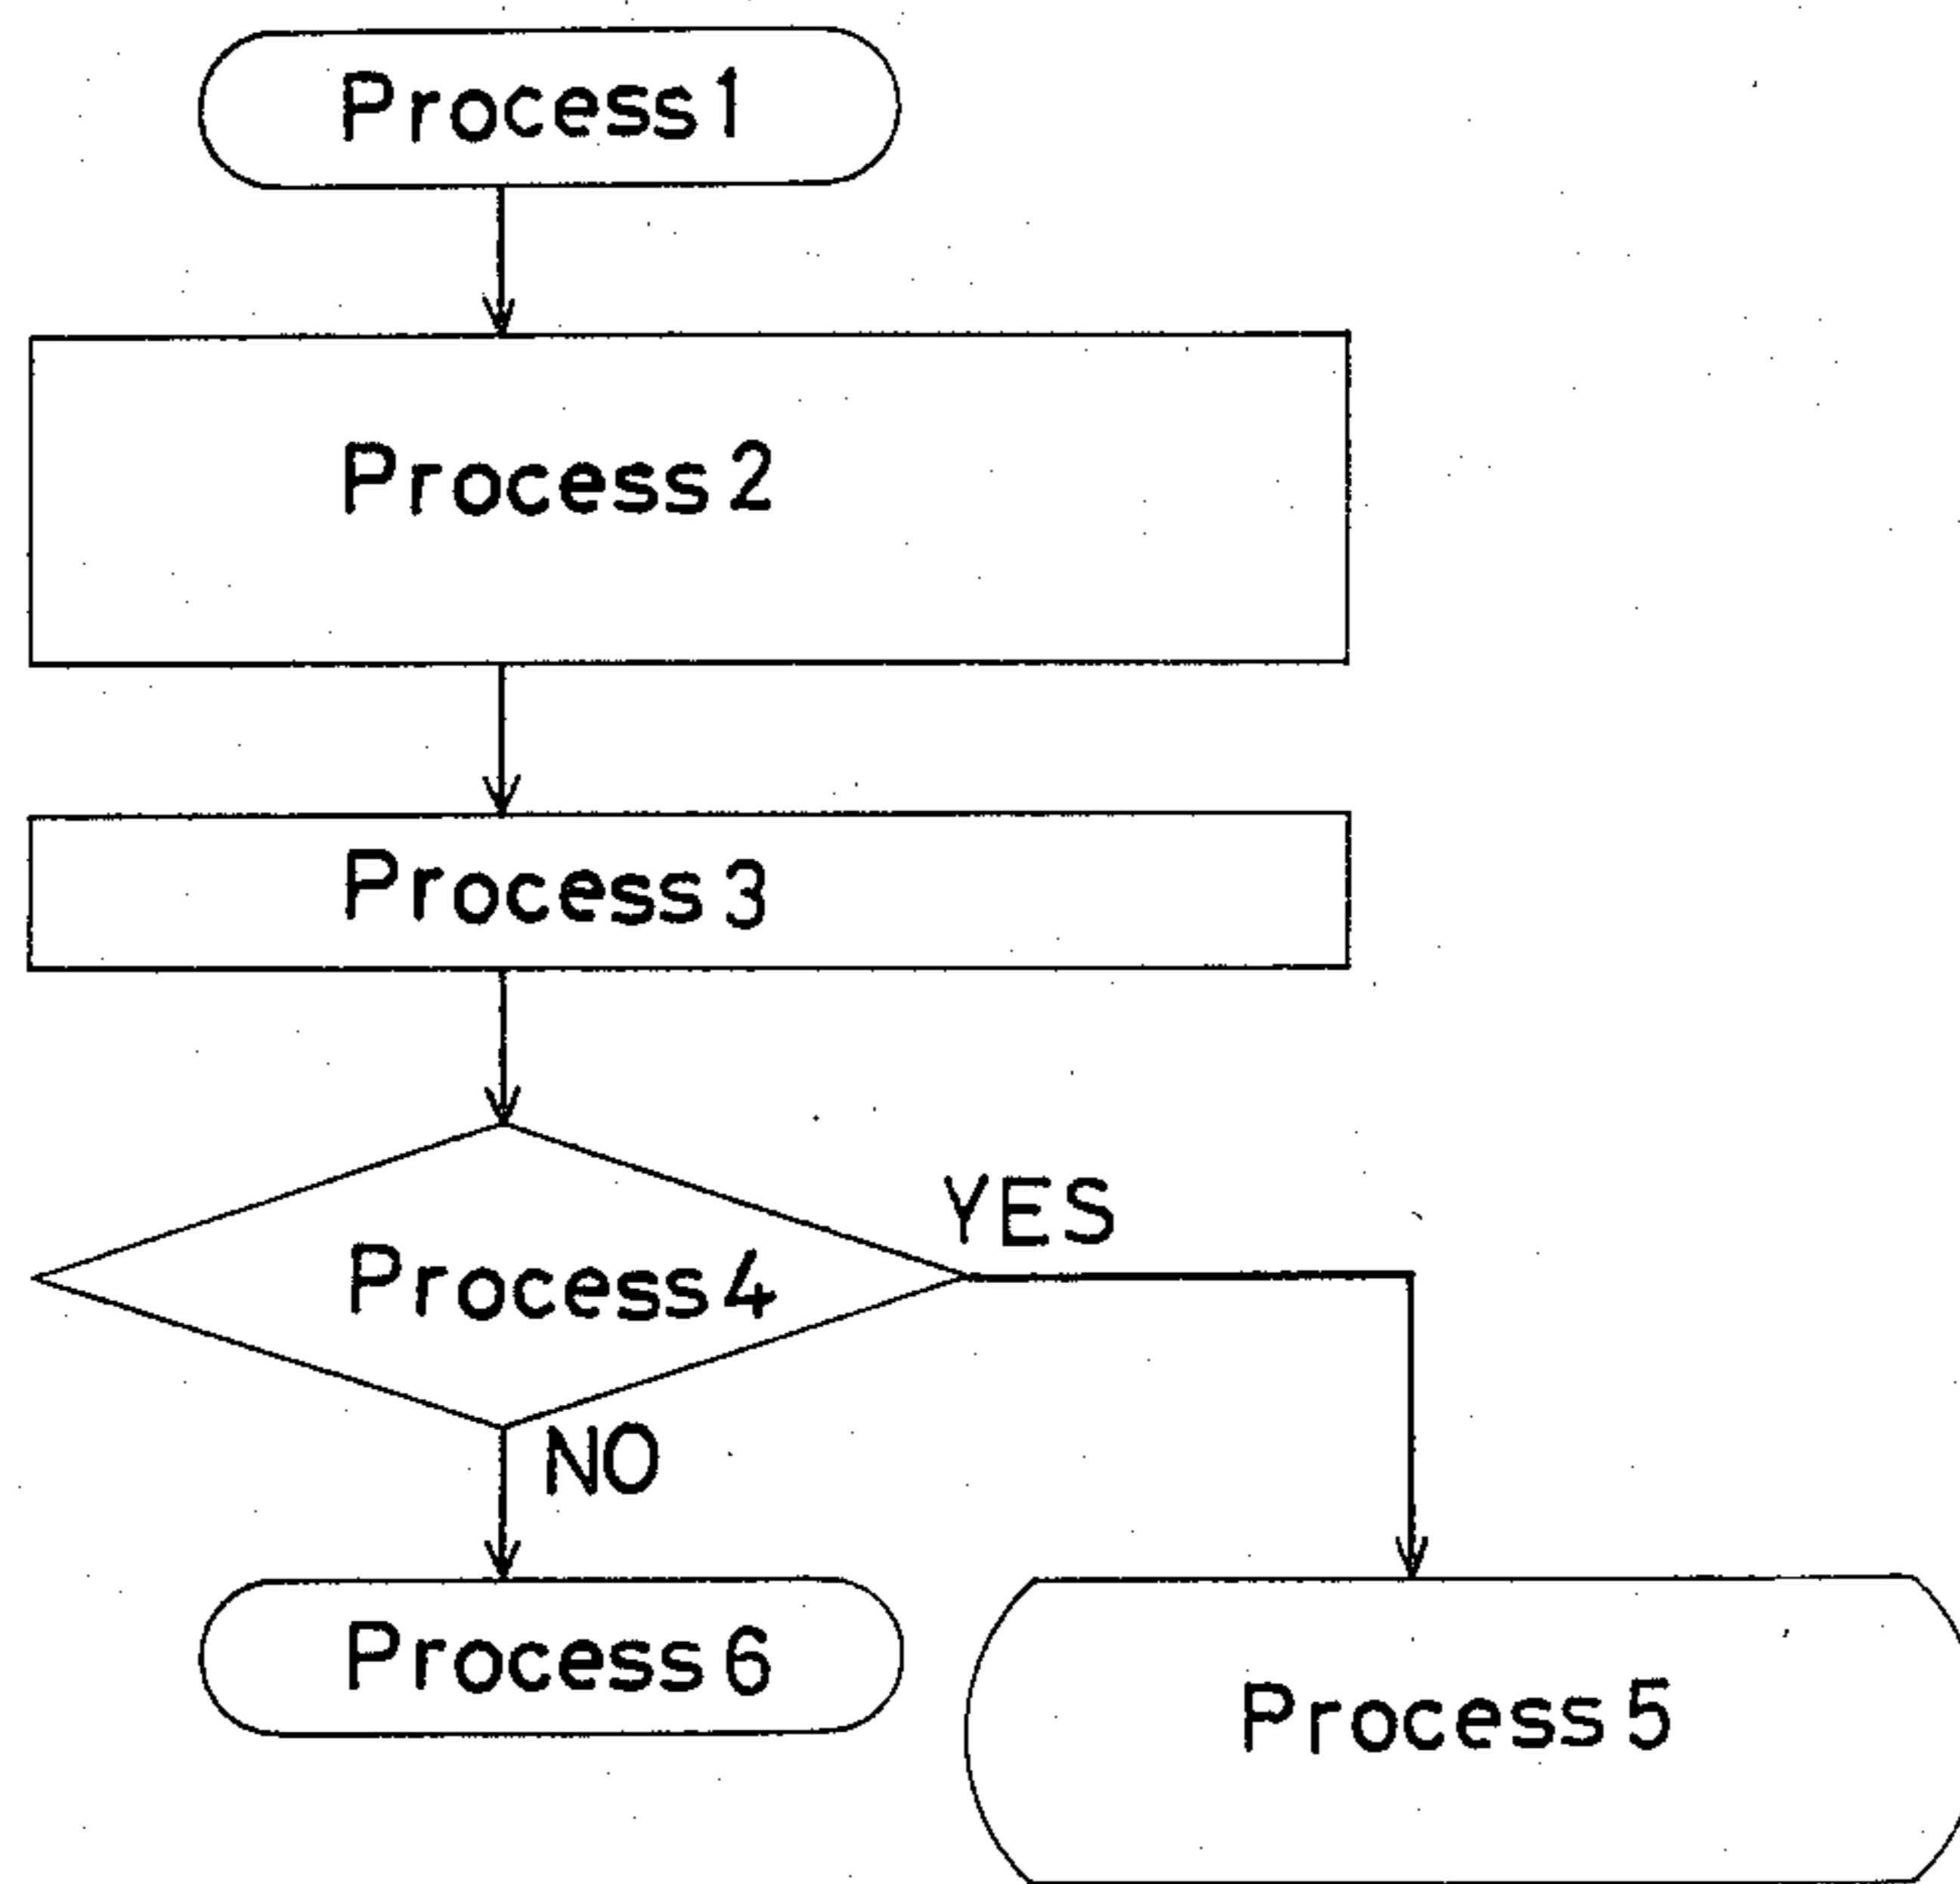 Process 1
Process 2
Process 3
Process 4
YES
NO
Process 6
Process 5